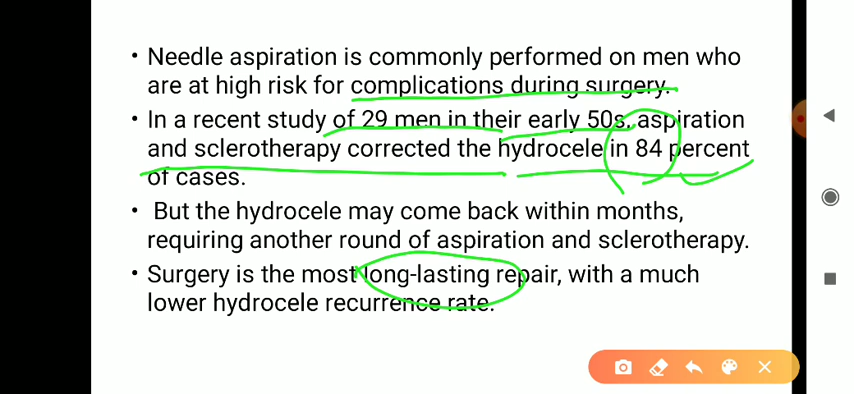 • Needle aspiration is commonly performed on men who
are at high risk for complications during surgery.
• In a recent study of 29 men in their early 50s, aspiration
and sclerotherapy corrected the hydrocele in 84 percent
of cases.
• But the hydrocele may come back within months,
requiring another round of aspiration and sclerotherapy.
• Surgery is the most long-lasting repair, with a much
lower hydrocele recurrence rate.